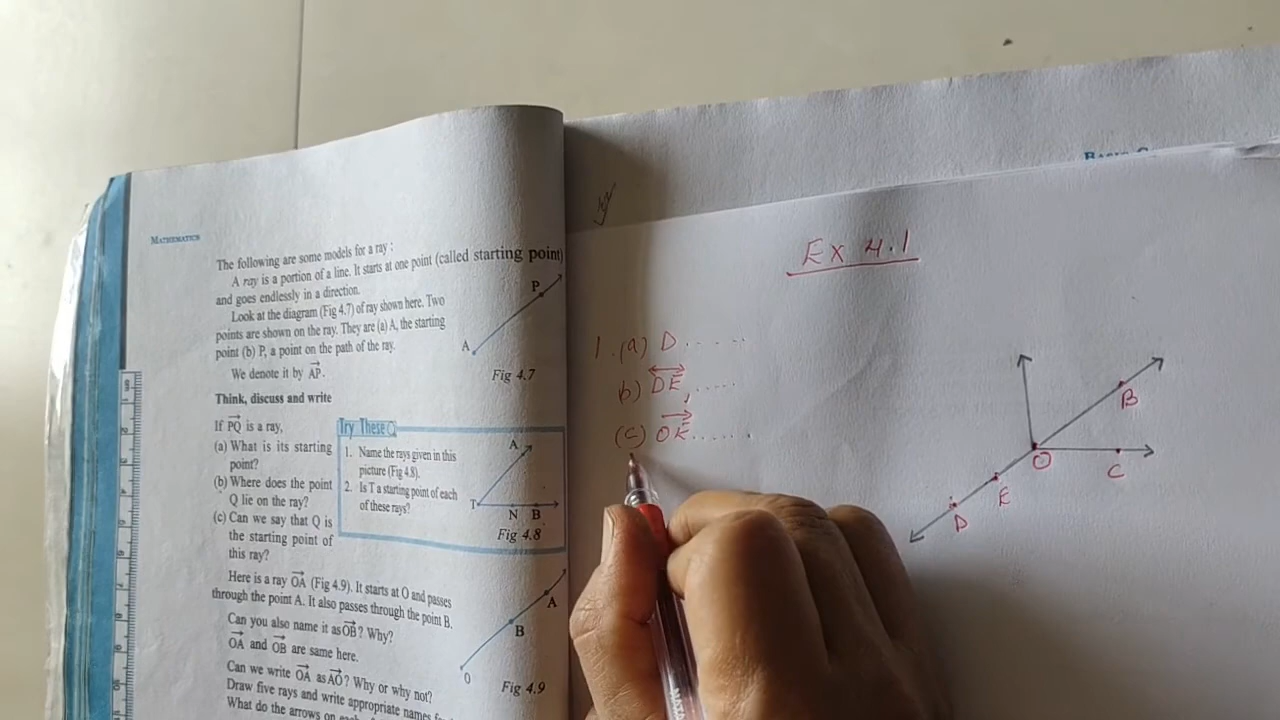 MATHEMATICS
The following are some models for a ray :
A ray is a portion of a line. It starts at one point (called starting point)
and goes endlessly in a direction.
Look at the diagram (Fig 4.7) of ray shown here. Two
points are shown on the ray. They are (a) A, the starting
point (b) P, a point on the path of the ray.
We denote it by AP.
P
A
Fig 4.7
Think, discuss and write
If PQ is a ray,
(a) What is its starting
point?
(b) Where does the point
Q lie on the ray?
(c) Can we say that Q is
the starting point of
this ray?
Try These
1. Name the rays given in this
picture (Fig 4.8).
2. Is T a starting point of each
of these rays?
A
T
N B
Fig 4.8
Here is a ray OA (Fig 4.9). It starts at O and passes
through the point A. It also passes through the point B.
Can you also name it as OB? Why?
OA and OB are same here.
Can we write OA as AO? Why or why not?
Draw five rays and write appropriate names for
What do the arrows on
A
B
O
Fig 4.9
BASIC
Ex 4.1
1. (a) D......
b) DE, .....
(c) OE......
B
O
C
E
D
NATA